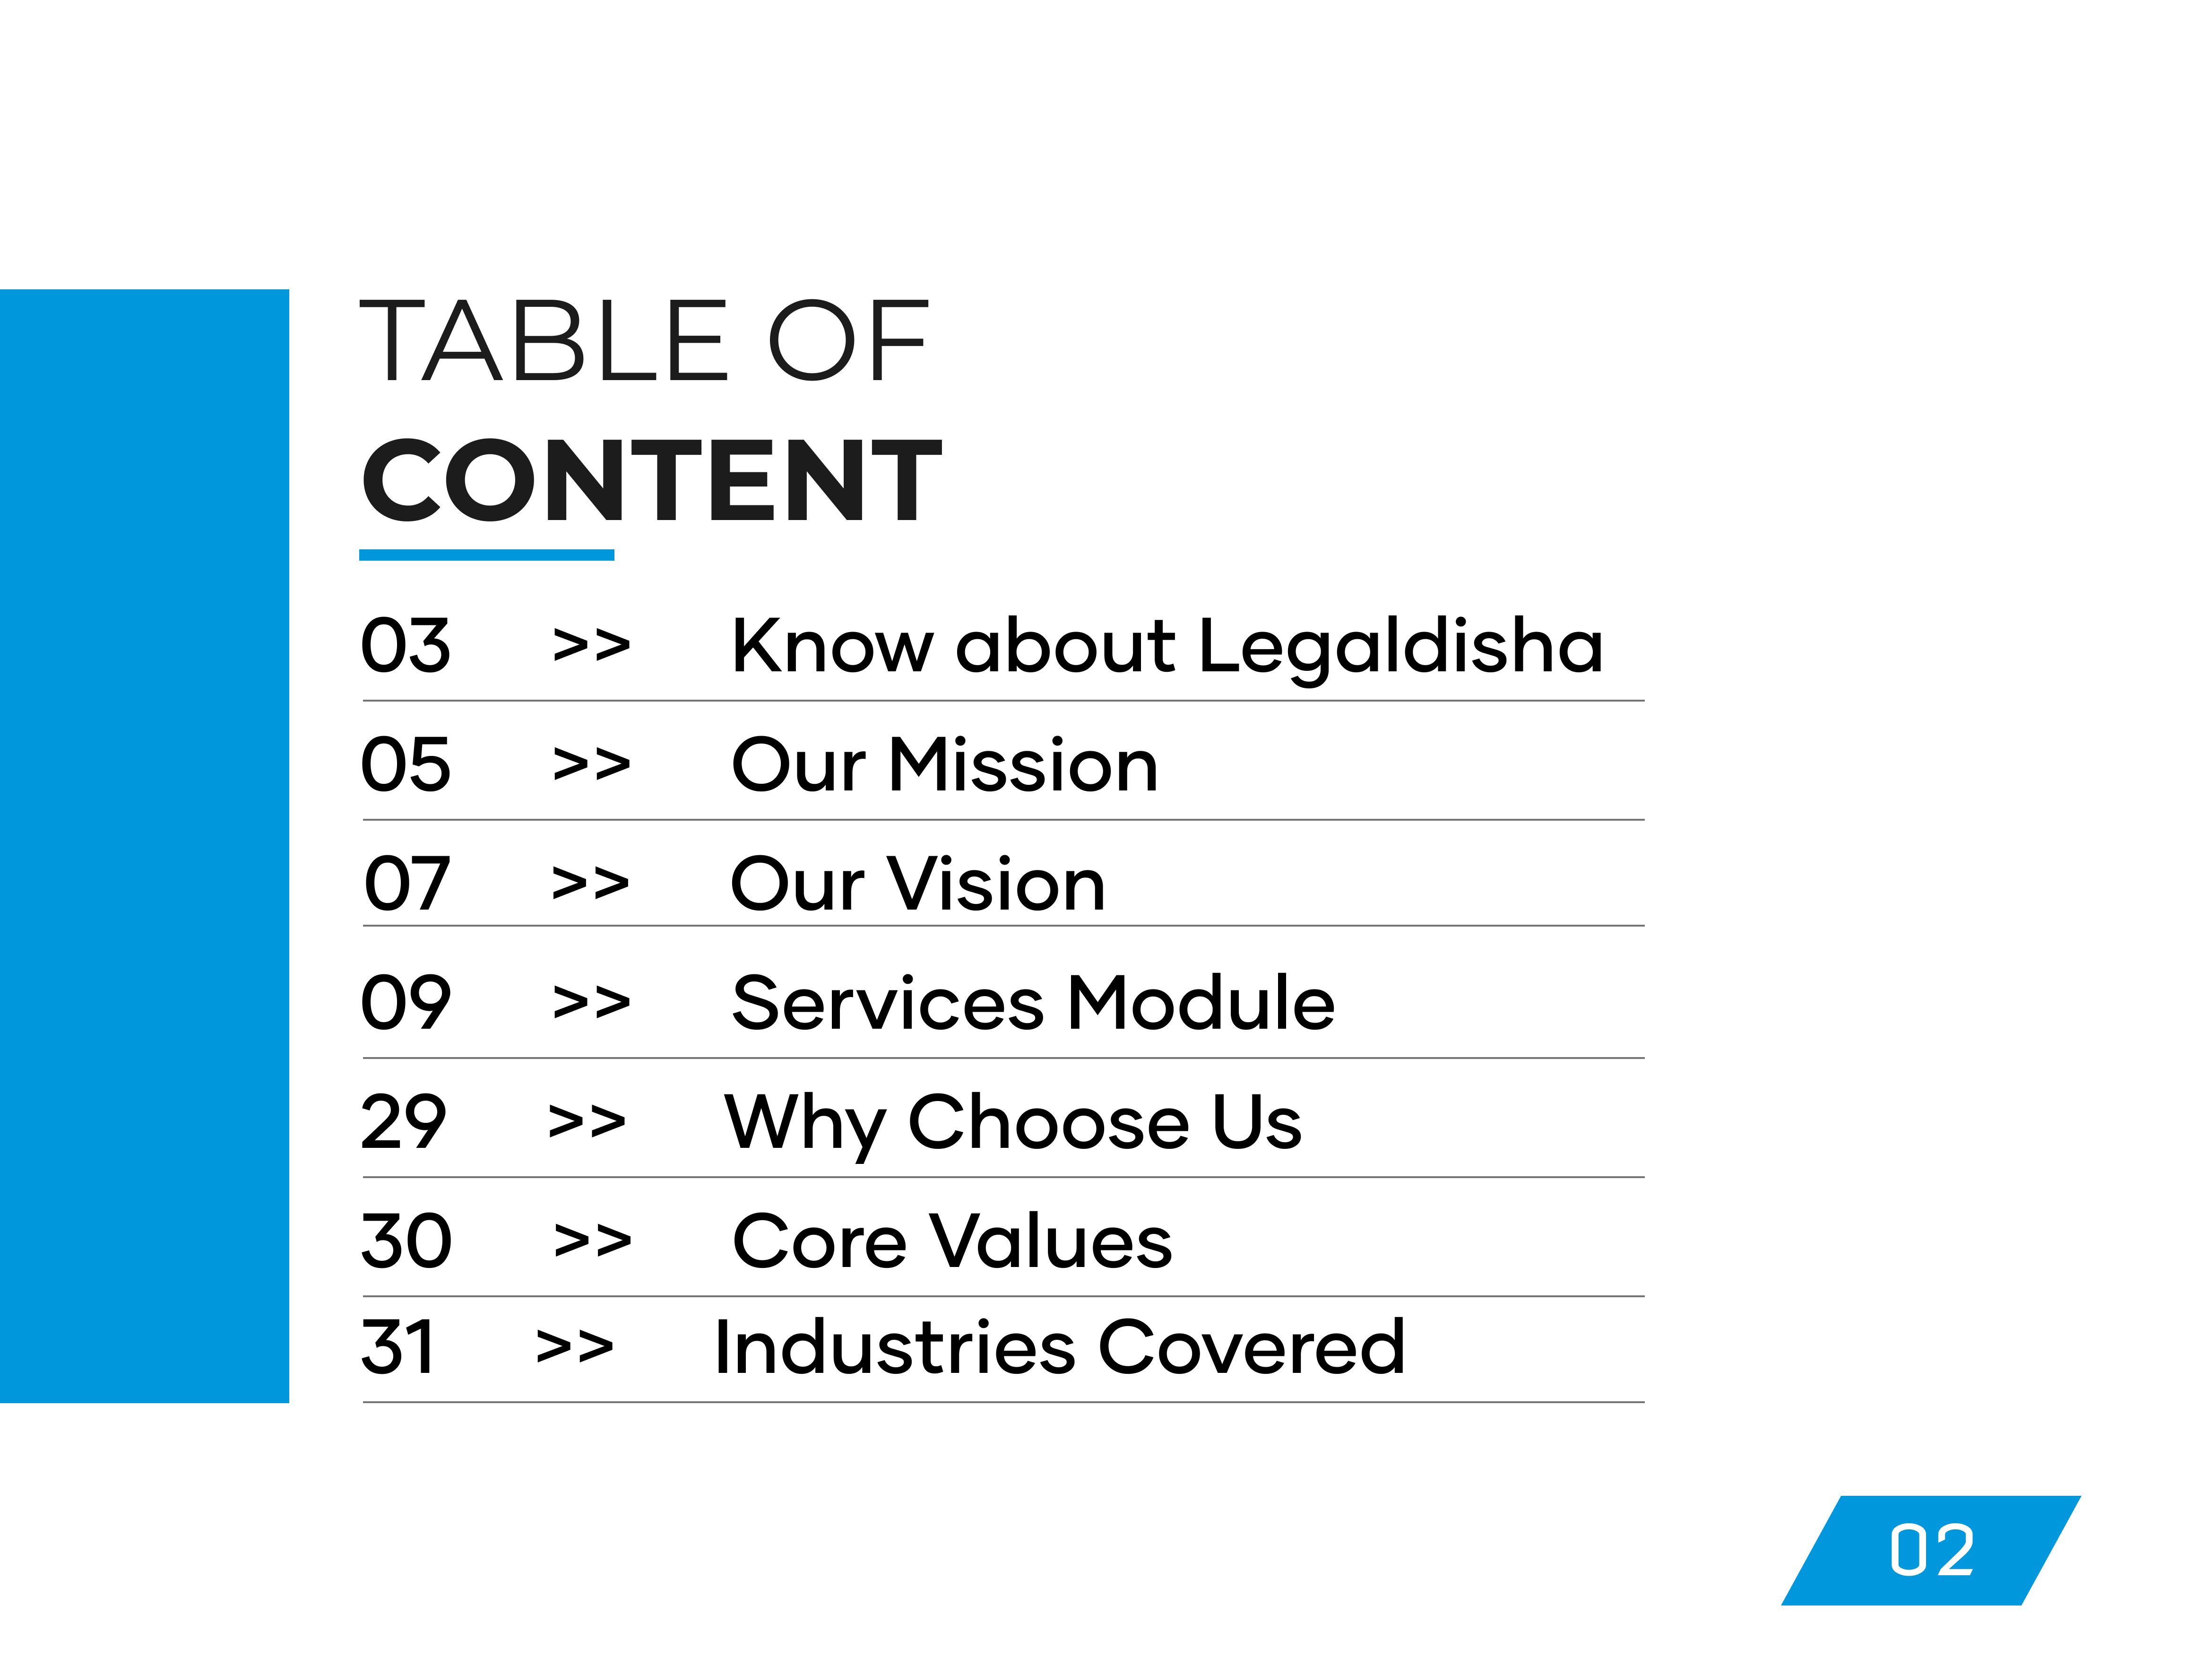 TABLE OF
CONTENT
03 >> Know about Legaldisha
05 >> Our Mission
07 >> Our Vision
09 >> Services Module
29 >> Why Choose Us
30 >> Core Values
31 >> Industries Covered
02